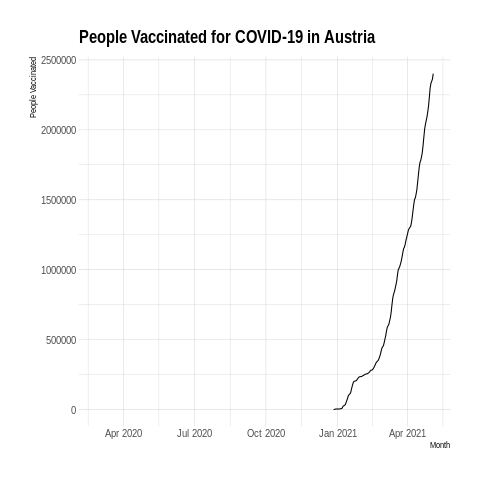 People Vaccinated for COVID-19 in Austria
People Vaccinated
2500000
2000000
1500000
1000000
500000
0
Apr 2020 Jul 2020 Oct 2020 Jan 2021 Apr 2021
Month